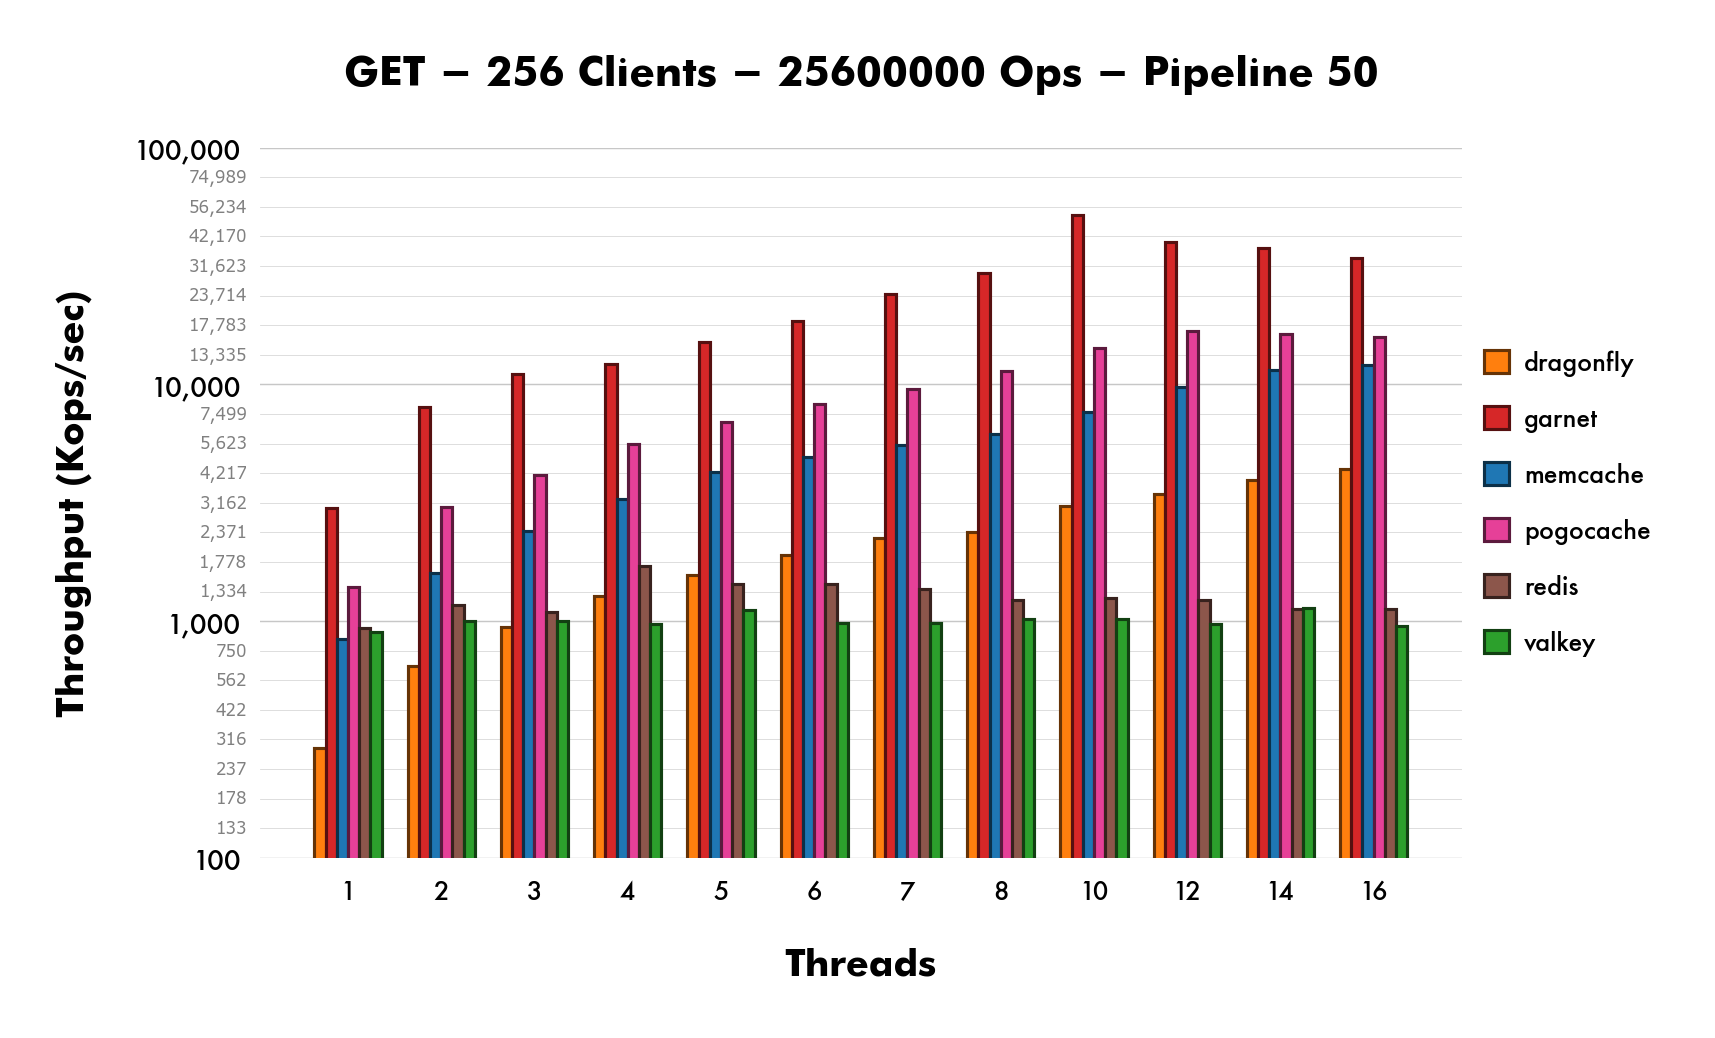 GET – 256 Clients – 25600000 Ops – Pipeline 50
Throughput (Kops/sec)
100,000
74,989
56,234
42,170
31,623
23,714
17,783
13,335
10,000
7,499
5,623
4,217
3,162
2,371
1,778
1,334
1,000
750
562
422
316
237
178
133
100
1 2 3 4 5 6 7 8 10 12 14 16
Threads
dragonfly
garnet
memcache
pogocache
redis
valkey